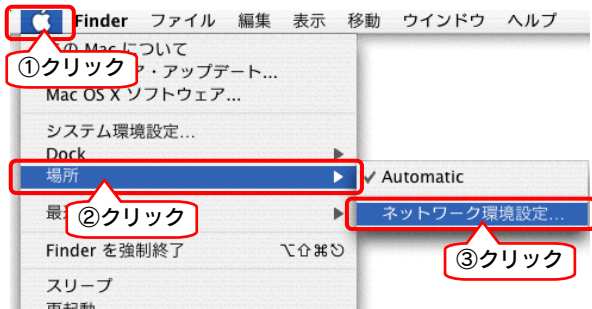 Finder ファイル 編集 表示 移動 ウインドウ ヘルプ
について
①クリック
ア・アップデート...
Mac OS X ソフトウェア...
システム環境設定...
Dock
場所
✓ Automatic
②クリック
ネットワーク環境設定...
Finder を強制終了 ⌥⇧⌘⎋
③クリック
スリープ
再起動